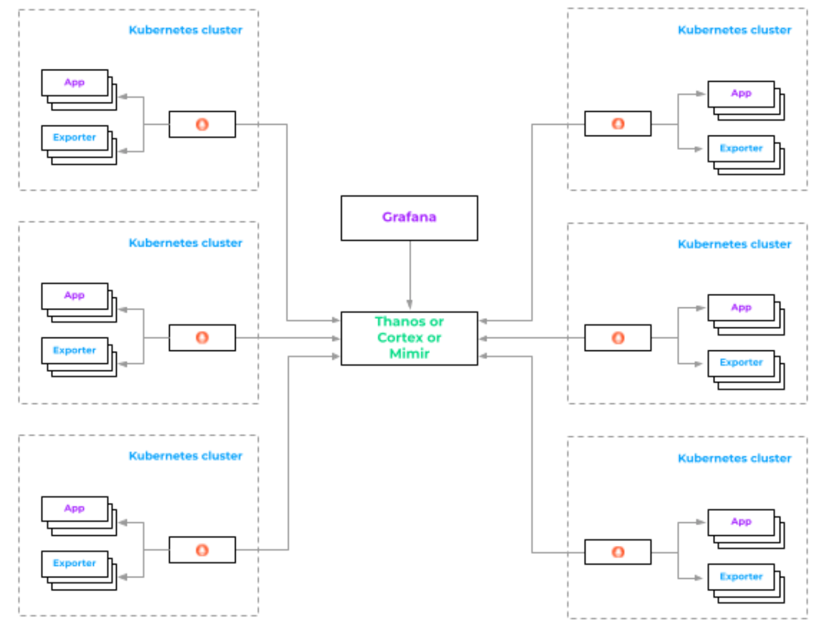 Kubernetes cluster
App
Exporter
Kubernetes cluster
App
Exporter
Grafana
Kubernetes cluster
App
Exporter
Thanos or
Cortex or
Mimir
Kubernetes cluster
App
Exporter
Kubernetes cluster
App
Exporter
Kubernetes cluster
App
Exporter